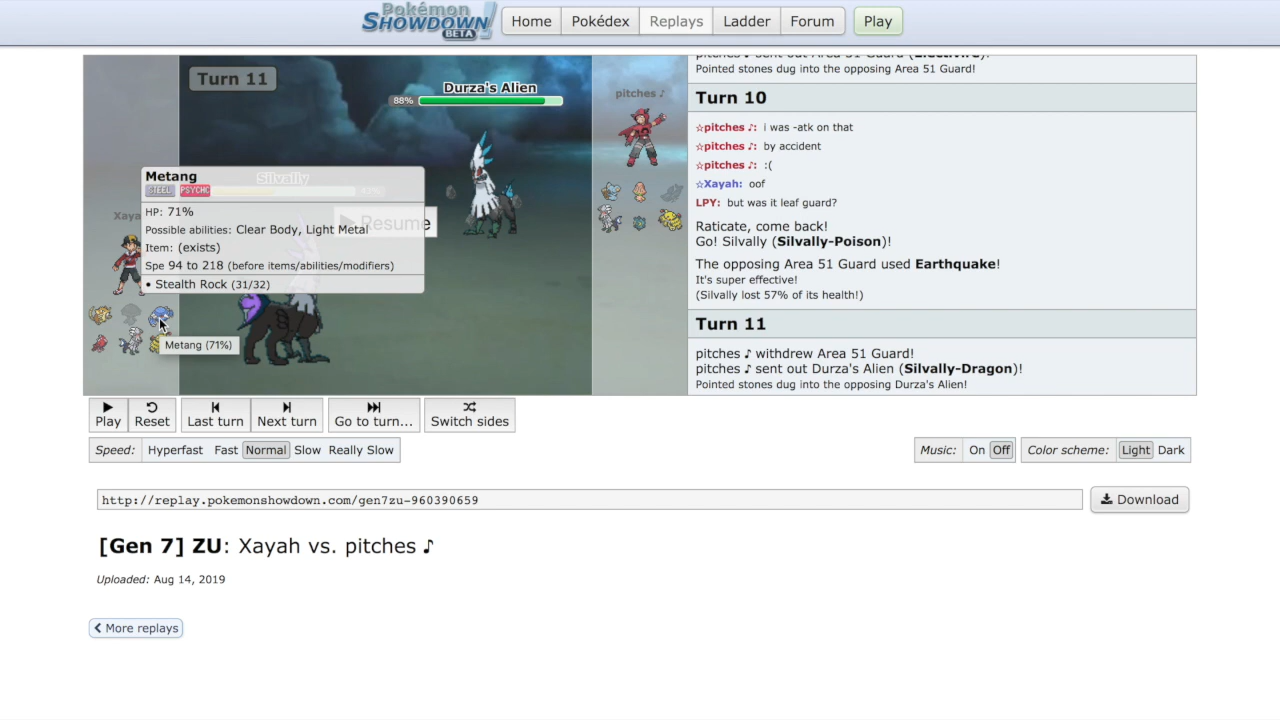 Pokémon
SHOWDOWN!
BETA
Home
Pokédex
Replays
Ladder
Forum
Play
Turn 11
Durza's Alien
88%
pitches ♪
Metang
STEEL
PSYCHC
Silvally
HP: 71%
Possible abilities: Clear Body, Light Metal
Item: (exists)
Spe 94 to 218 (before items/abilities/modifiers)
• Stealth Rock (31/32)
Resume
Xaya
Metang (71%)
Pointed stones dug into the opposing Area 51 Guard!
Turn 10
☆pitches ♪: i was -atk on that
☆pitches ♪: by accident
☆pitches ♪: :(
☆Xayah: oof
LPY: but was it leaf guard?
Raticate, come back!
Go! Silvally (Silvally-Poison)!
The opposing Area 51 Guard used Earthquake!
It's super effective!
(Silvally lost 57% of its health!)
Turn 11
pitches ♪ withdrew Area 51 Guard!
pitches ♪ sent out Durza's Alien (Silvally-Dragon)!
Pointed stones dug into the opposing Durza's Alien!
Play
Reset
Last turn
Next turn
Go to turn...
Switch sides
Speed: Hyperfast Fast Normal Slow Really Slow
Music: On Off
Color scheme: Light Dark
http://replay.pokemonshowdown.com/gen7zu-960390659
Download
[Gen 7] ZU: Xayah vs. pitches ♪
Uploaded: Aug 14, 2019
More replays